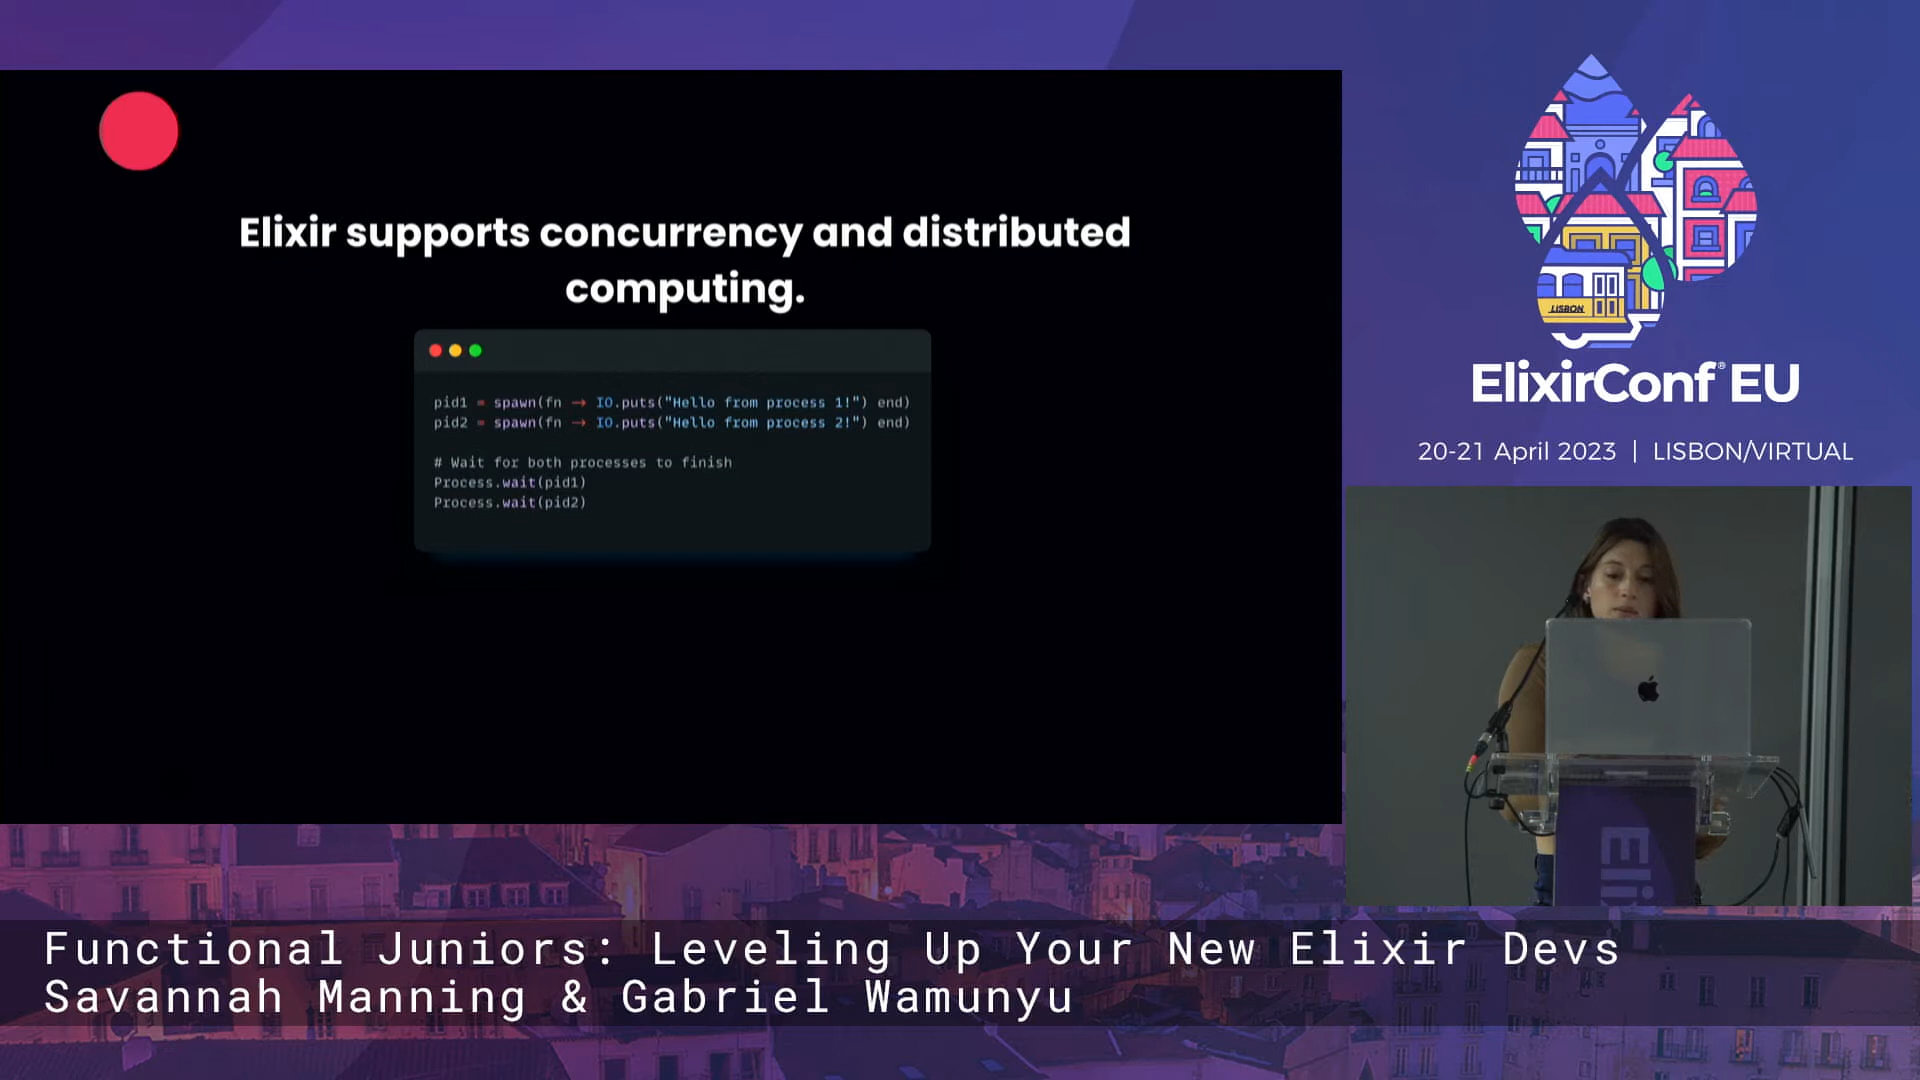 Elixir supports concurrency and distributed
computing.
pid1 = spawn(fn → IO.puts("Hello from process 1!") end)
pid2 = spawn(fn → IO.puts("Hello from process 2!") end)
# Wait for both processes to finish
Process.wait(pid1)
Process.wait(pid2)
LISBON
ElixirConf® EU
20-21 April 2023 | LISBON/VIRTUAL
Eli
Functional Juniors: Leveling Up Your New Elixir Devs
Savannah Manning & Gabriel Wamunyu